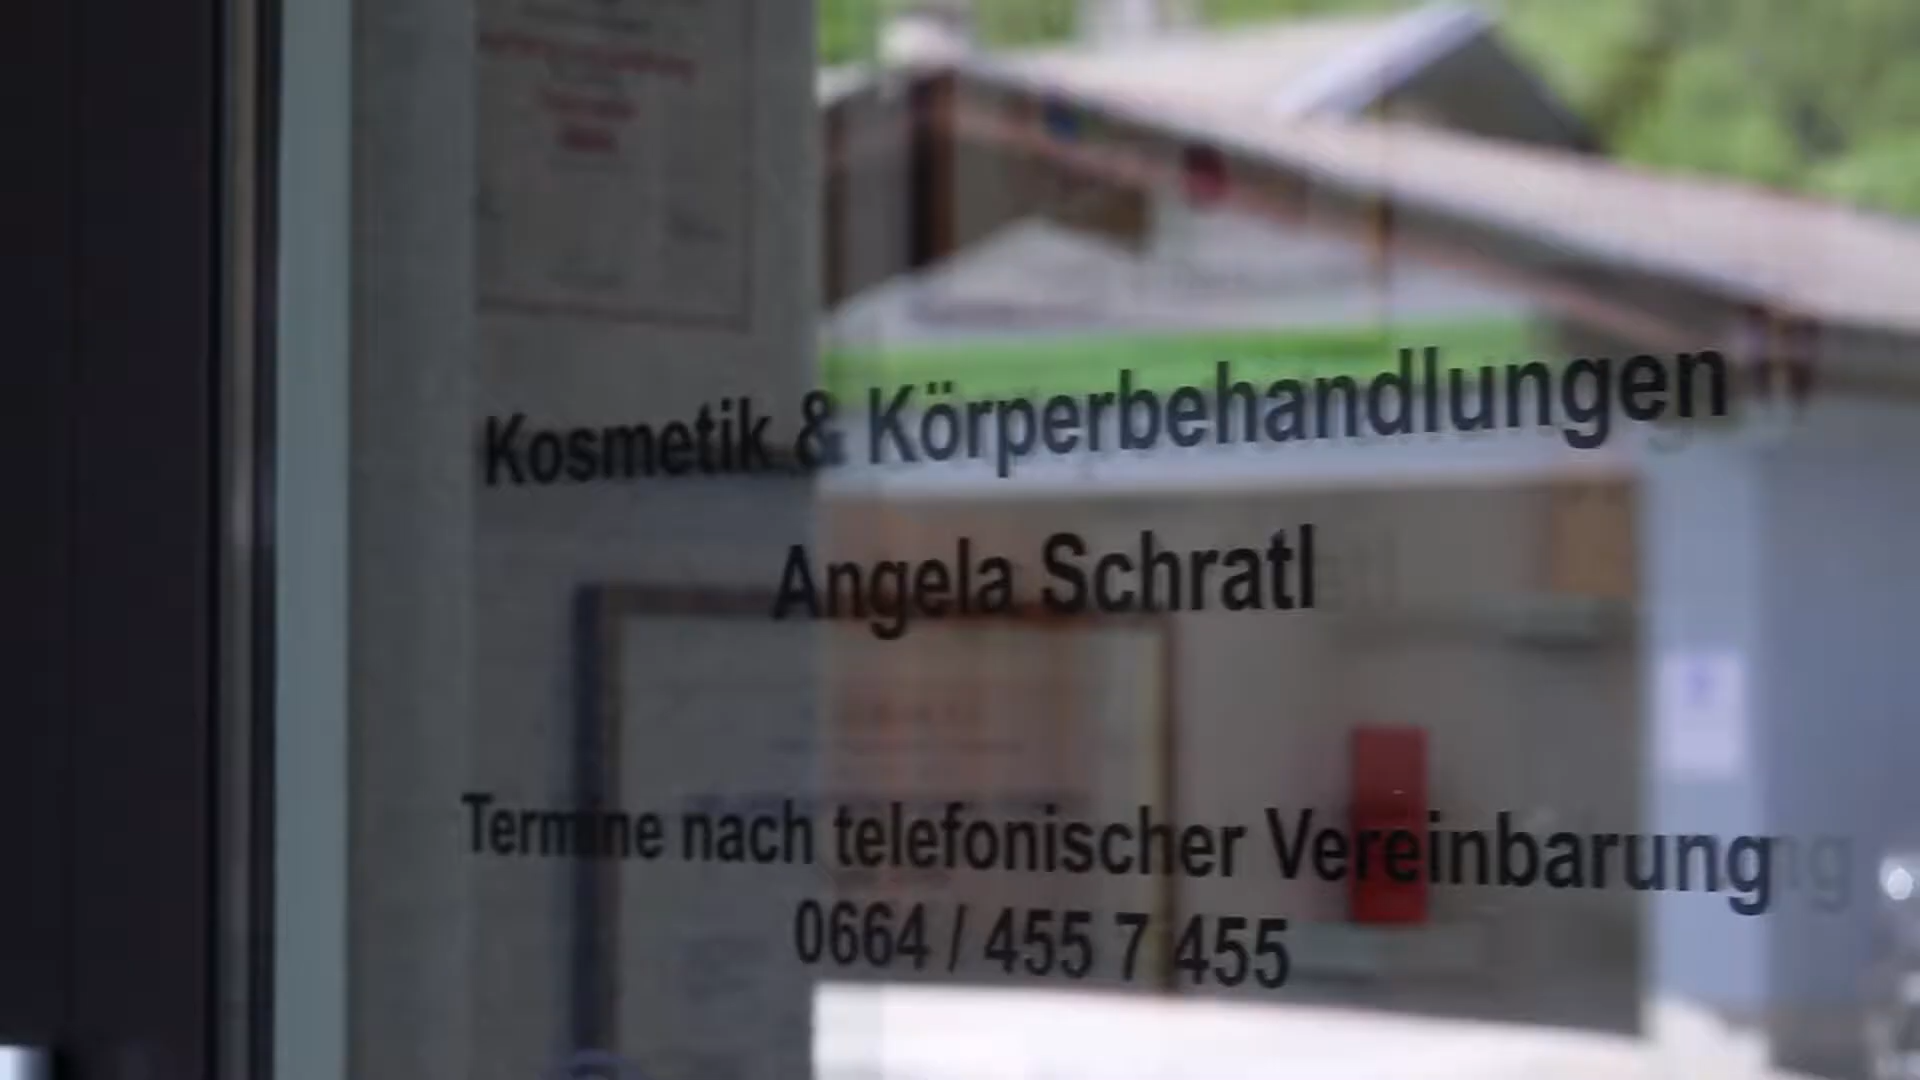 Kosmetik & Körperbehandlungen
Angela Schratl
Termine nach telefonischer Vereinbarung
0664 / 455 7 455